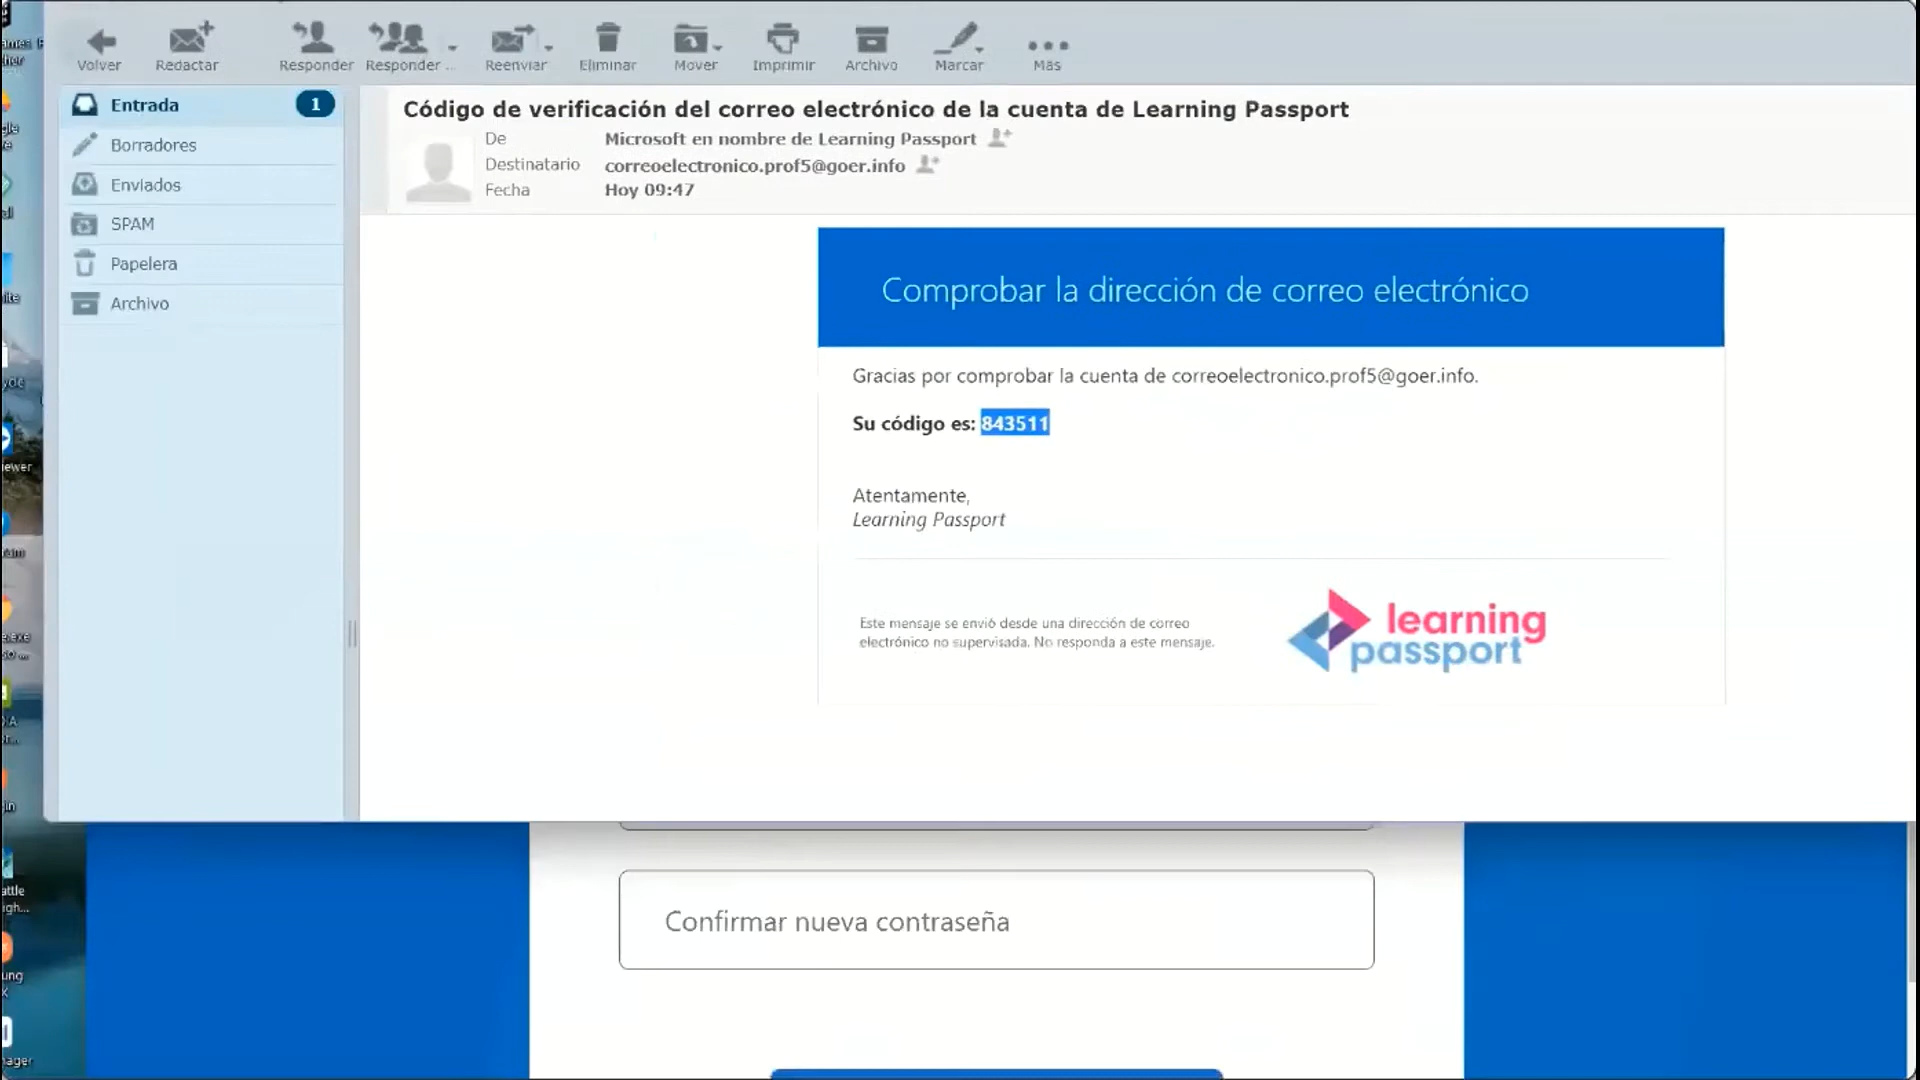 Volver
Redactar
Responder
Responder ...
Reenviar
Eliminar
Mover
Imprimir
Archivo
Marcar
Más
Entrada
1
Borradores
Enviados
SPAM
Papelera
Archivo
Código de verificación del correo electrónico de la cuenta de Learning Passport
De
Microsoft en nombre de Learning Passport
Destinatario
correoelectronico.prof5@goer.info
Fecha
Hoy 09:47
Comprobar la dirección de correo electrónico
Gracias por comprobar la cuenta de correoelectronico.prof5@goer.info.
Su código es: 843511
Atentamente,
Learning Passport
Este mensaje se envió desde una dirección de correo
electrónico no supervisada. No responda a este mensaje.
learning
passport
Confirmar nueva contraseña